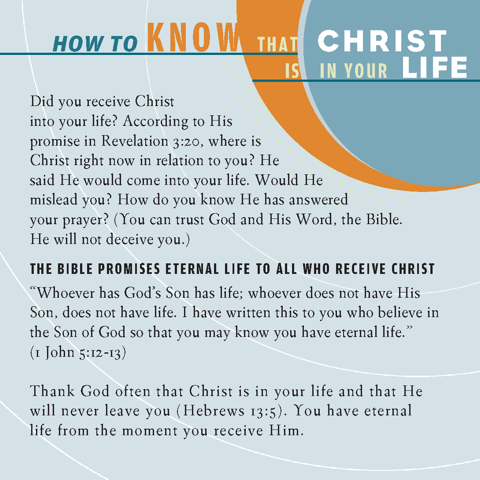 HOW TO KNOW THAT CHRIST
IS IN YOUR LIFE
Did you receive Christ
into your life? According to His
promise in Revelation 3:20, where is
Christ right now in relation to you? He
said He would come into your life. Would He
mislead you? How do you know He has answered
your prayer? (You can trust God and His Word, the Bible.
He will not deceive you.)
THE BIBLE PROMISES ETERNAL LIFE TO ALL WHO RECEIVE CHRIST
“Whoever has God’s Son has life; whoever does not have His
Son, does not have life. I have written this to you who believe in
the Son of God so that you may know you have eternal life.”
(1 John 5:12-13)
Thank God often that Christ is in your life and that He
will never leave you (Hebrews 13:5). You have eternal
life from the moment you receive Him.